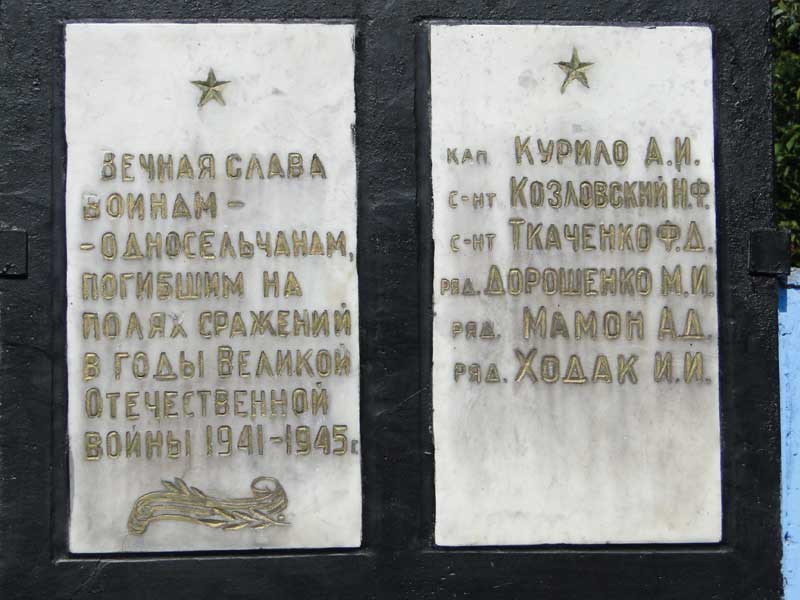 Вечная слава
воинам –
– односельчанам,
погибшим на
полях сражений
в годы Великой
Отечественной
войны 1941–1945 г.
кап. Курило А.И.
с-нт Козловский Н.Ф.
с-нт Ткаченко Ф.Д.
ряд. Дорошенко М.И.
ряд. Мамон А.Д.
ряд. Ходак И.И.